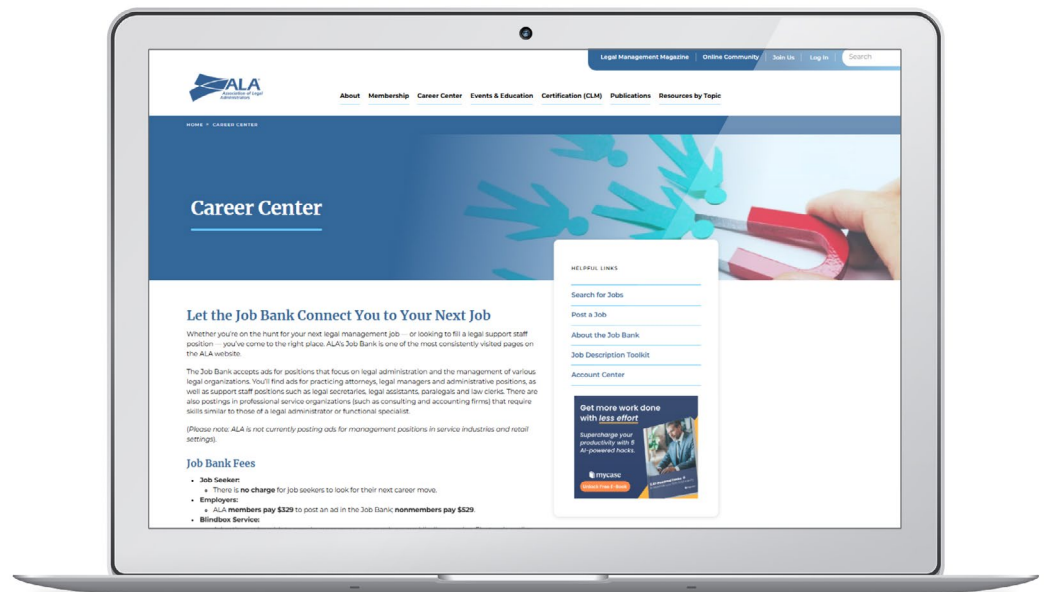 Legal Management Magazine | Online Community | Join Us | Log In | Search
ALA
Association of Legal
Administrators
About Membership Career Center Events & Education Certification (CLM) Publications Resources by Topic
HOME CAREER CENTER
Career Center
HELPFUL LINKS
Search for Jobs
Post a Job
About the Job Bank
Job Description Toolkit
Account Center
Let the Job Bank Connect You to Your Next Job
Whether you're on the hunt for your next legal management job — or looking to fill a legal support staff
position — you've come to the right place. ALA's Job Bank is one of the most consistently visited pages on
the ALA website.
The Job Bank accepts ads for positions that focus on legal administration and the management of various
legal organizations. You'll find ads for practicing attorneys, legal managers and administrative positions, as
well as support staff positions such as legal secretaries, legal assistants, paralegals and law clerks. There are
also postings in professional service organizations (such as consulting and accounting firms) that require
skills similar to those of a legal administrator or functional specialist.
(Please note: ALA is not currently posting ads for management positions in service industries and retail
settings).
Job Bank Fees
• Job Seeker:
There is no charge for job seekers to look for their next career move.
• Employers:
ALA members pay $329 to post an ad in the Job Bank; nonmembers pay $529.
• Blindbox Service:
Get more work done
with less effort
Supercharge your
productivity with 5
AI-powered hacks.
mycase
Unlock Free E-Book